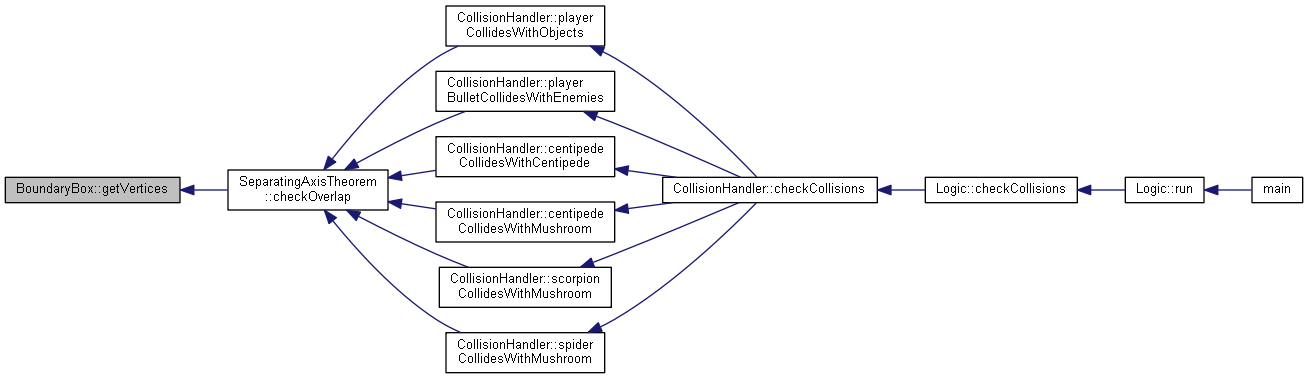 BoundaryBox::getVertices
SeparatingAxisTheorem
::checkOverlap
CollisionHandler::player
CollidesWithObjects
CollisionHandler::player
BulletCollidesWithEnemies
CollisionHandler::centipede
CollidesWithCentipede
CollisionHandler::centipede
CollidesWithMushroom
CollisionHandler::scorpion
CollidesWithMushroom
CollisionHandler::spider
CollidesWithMushroom
CollisionHandler::checkCollisions
Logic::checkCollisions
Logic::run
main